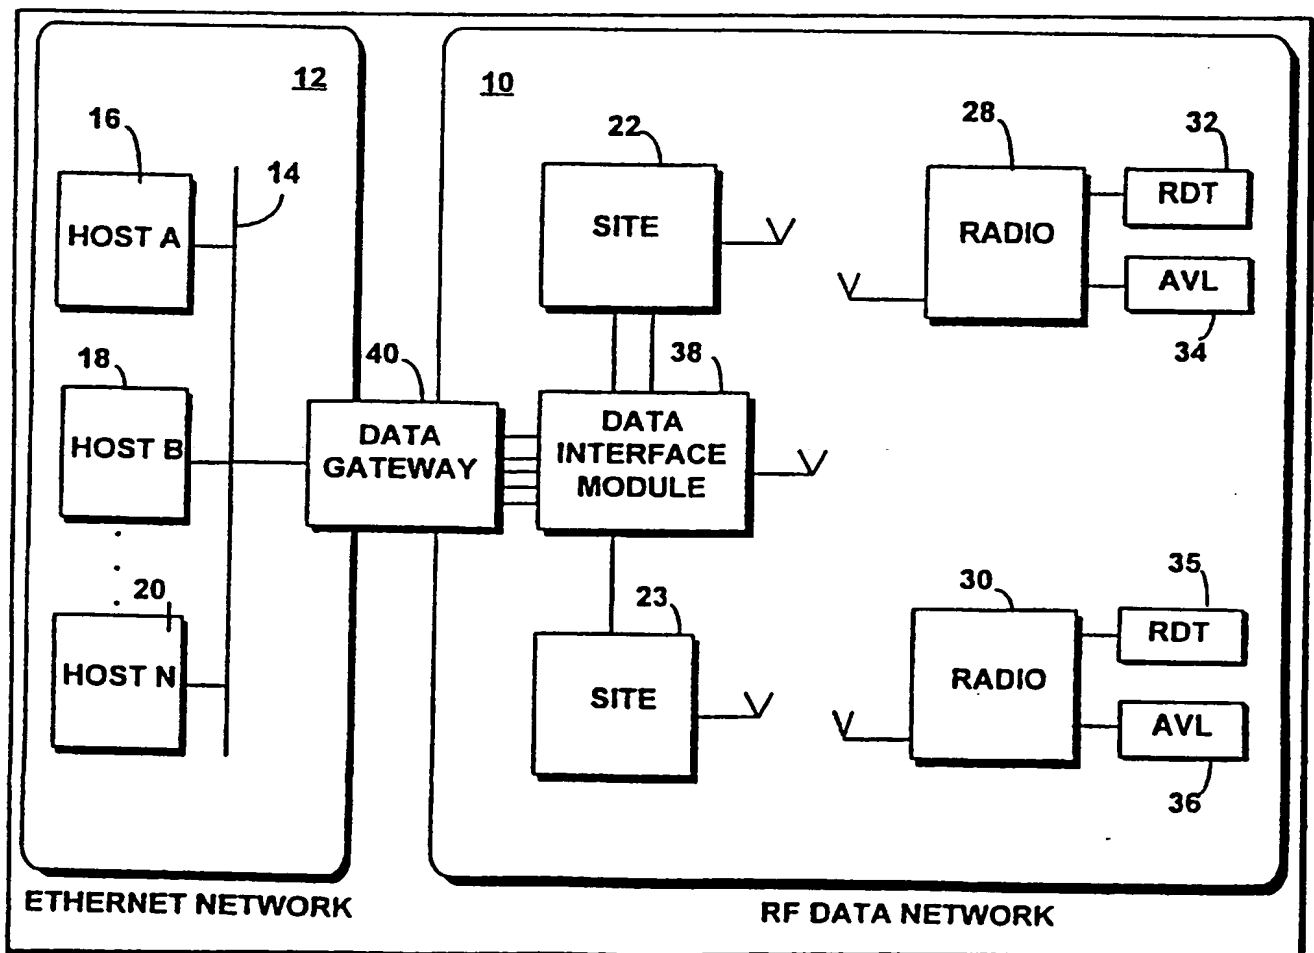 12
16
14
HOST A
18
HOST B
20
HOST N
ETHERNET NETWORK
40
DATA
GATEWAY
10
22
SITE
38
DATA
INTERFACE
MODULE
23
SITE
28
RADIO
32
RDT
AVL
34
30
RADIO
35
RDT
AVL
36
RF DATA NETWORK